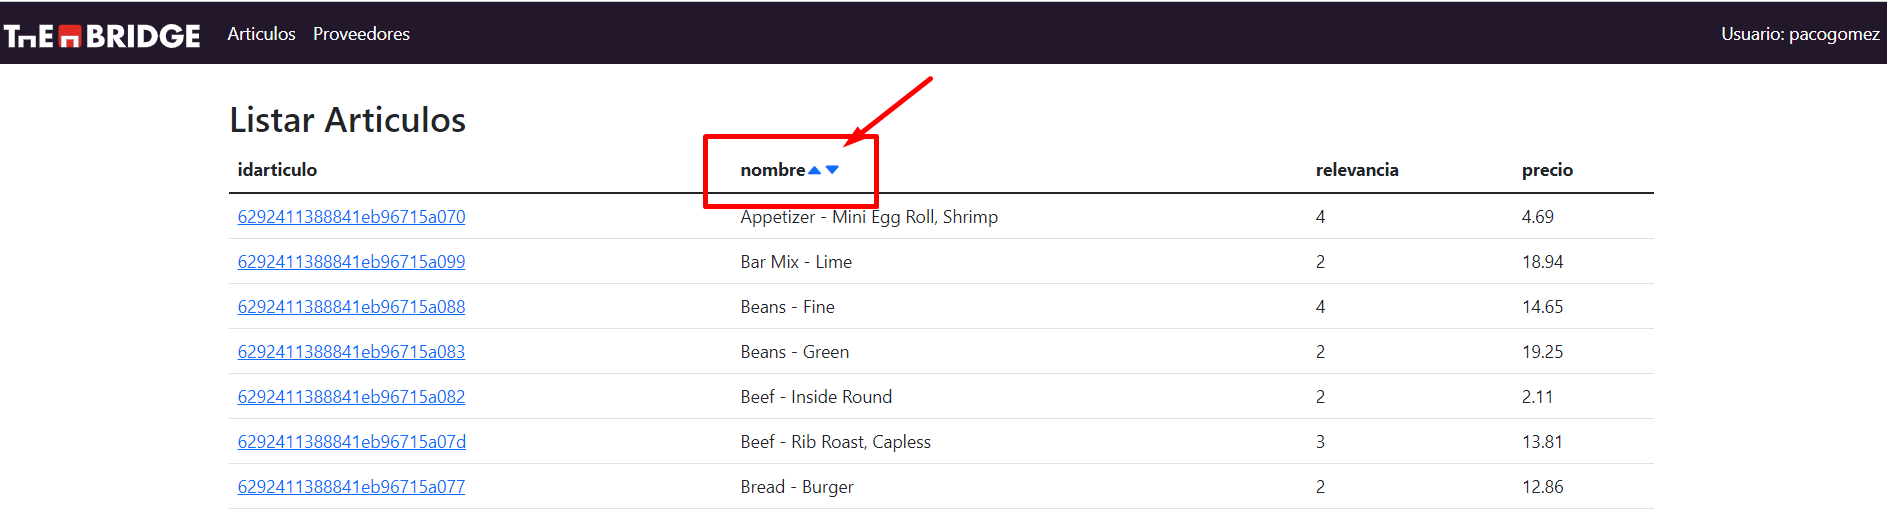 THE BRIDGE Articulos Proveedores Usuario: pacogomez
Listar Articulos
idarticulo nombre relevancia precio
6292411388841eb96715a070 Appetizer - Mini Egg Roll, Shrimp 4 4.69
6292411388841eb96715a099 Bar Mix - Lime 2 18.94
6292411388841eb96715a088 Beans - Fine 4 14.65
6292411388841eb96715a083 Beans - Green 2 19.25
6292411388841eb96715a082 Beef - Inside Round 2 2.11
6292411388841eb96715a07d Beef - Rib Roast, Capless 3 13.81
6292411388841eb96715a077 Bread - Burger 2 12.86